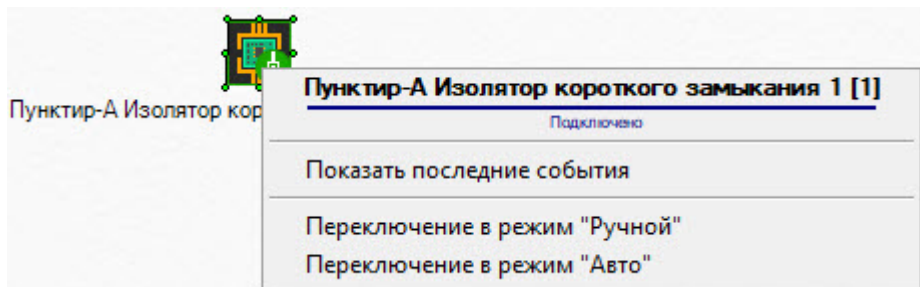 Пунктир-А Изолятор кор
Пунктир-А Изолятор короткого замыкания 1 [1]
Подключено
Показать последние события
Переключение в режим "Ручной"
Переключение в режим "Авто"